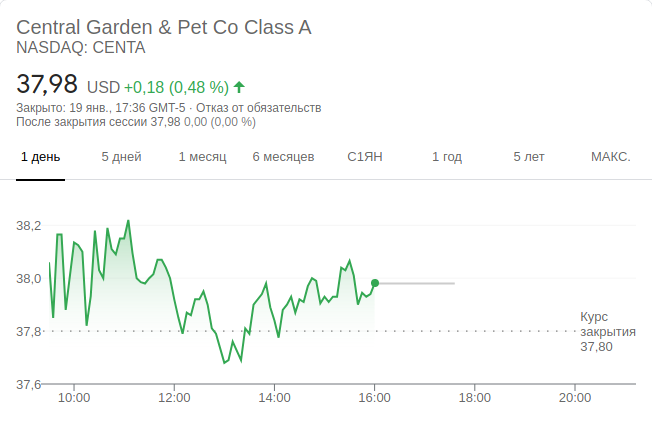 Central Garden & Pet Co Class A
NASDAQ: CENTA
37,98 USD +0,18 (0,48 %)
Закрыто: 19 янв., 17:36 GMT-5 · Отказ от обязательств
После закрытия сессии 37,98 0,00 (0,00 %)
1 день 5 дней 1 месяц 6 месяцев С1ЯН 1 год 5 лет МАКС.
38,2
38,0
37,8
37,6
Курс
закрытия
37,80
10:00 12:00 14:00 16:00 18:00 20:00